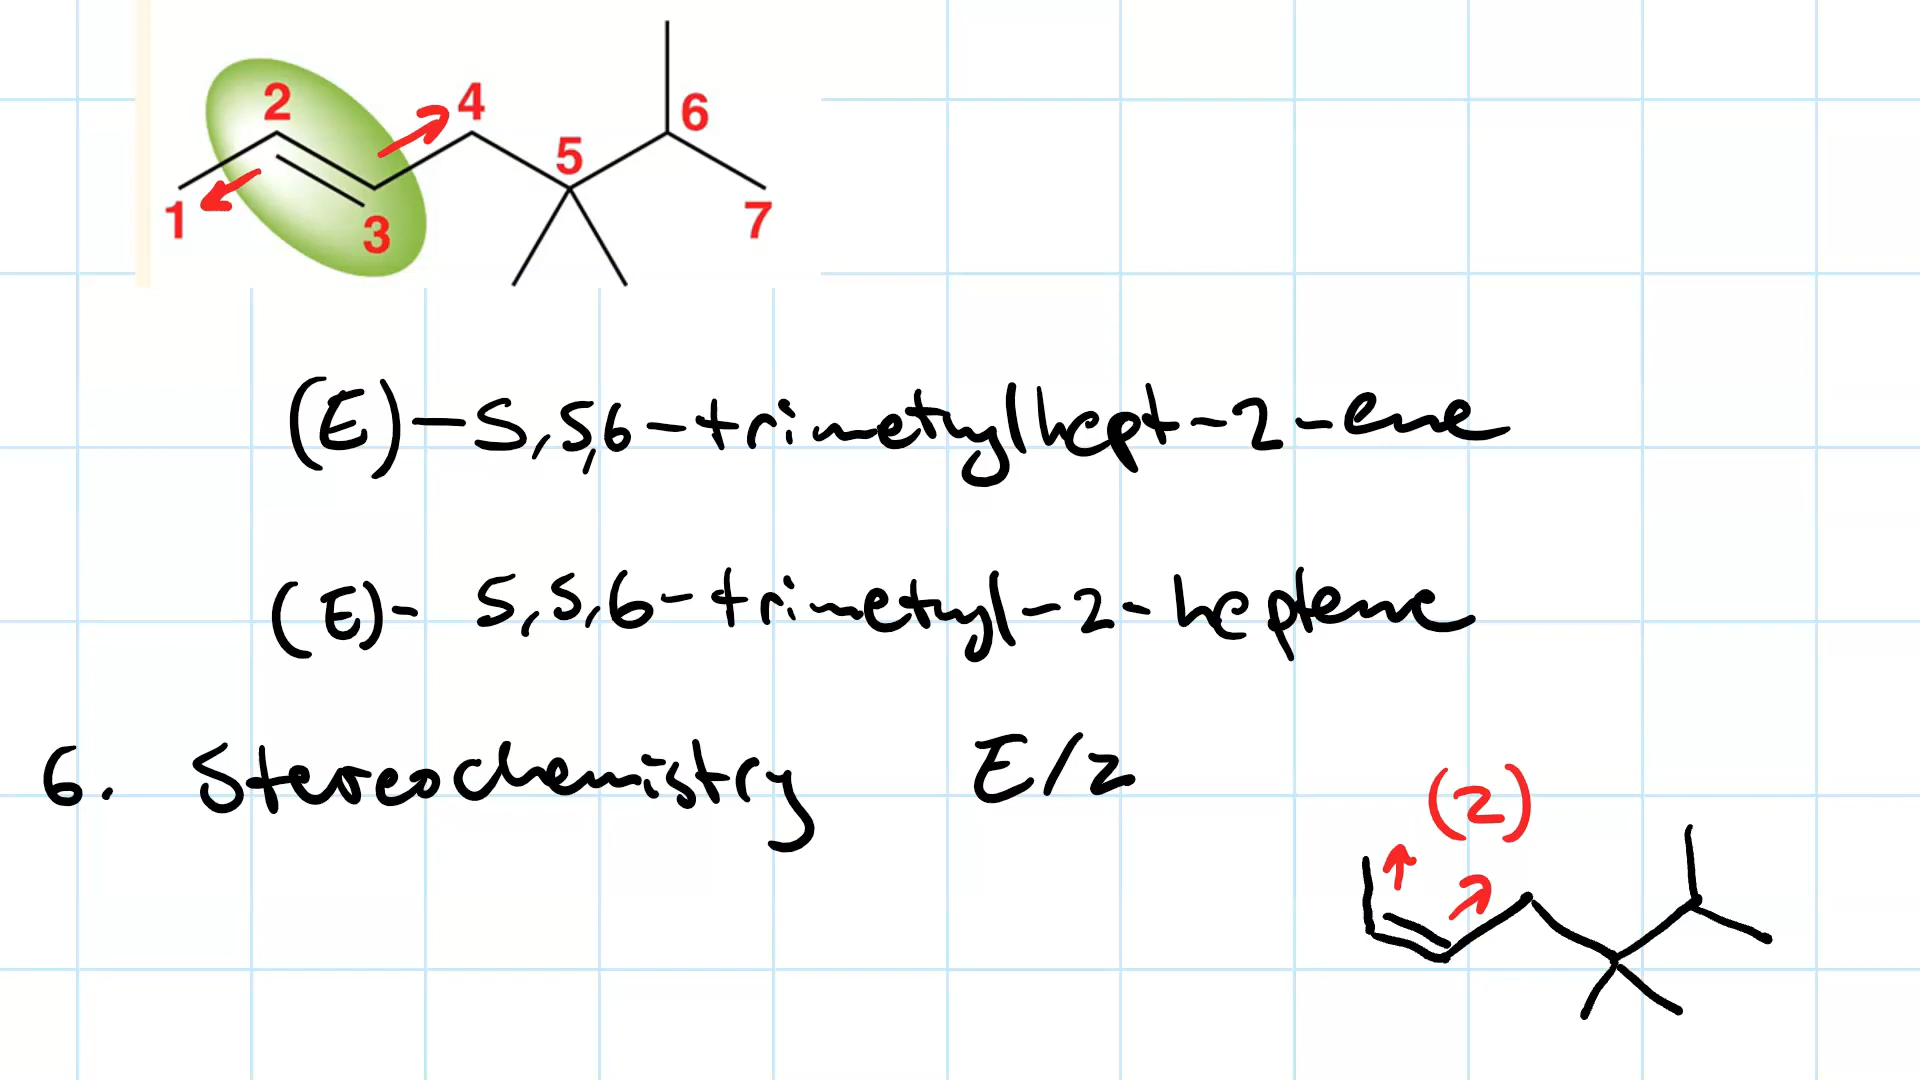 2 4 6
5
1 3 7
(E)-5,5,6-trimethylhept-2-ene
(E)- 5,5,6-trimethyl-2-heptene
6. Stereochemistry E/Z
(Z)